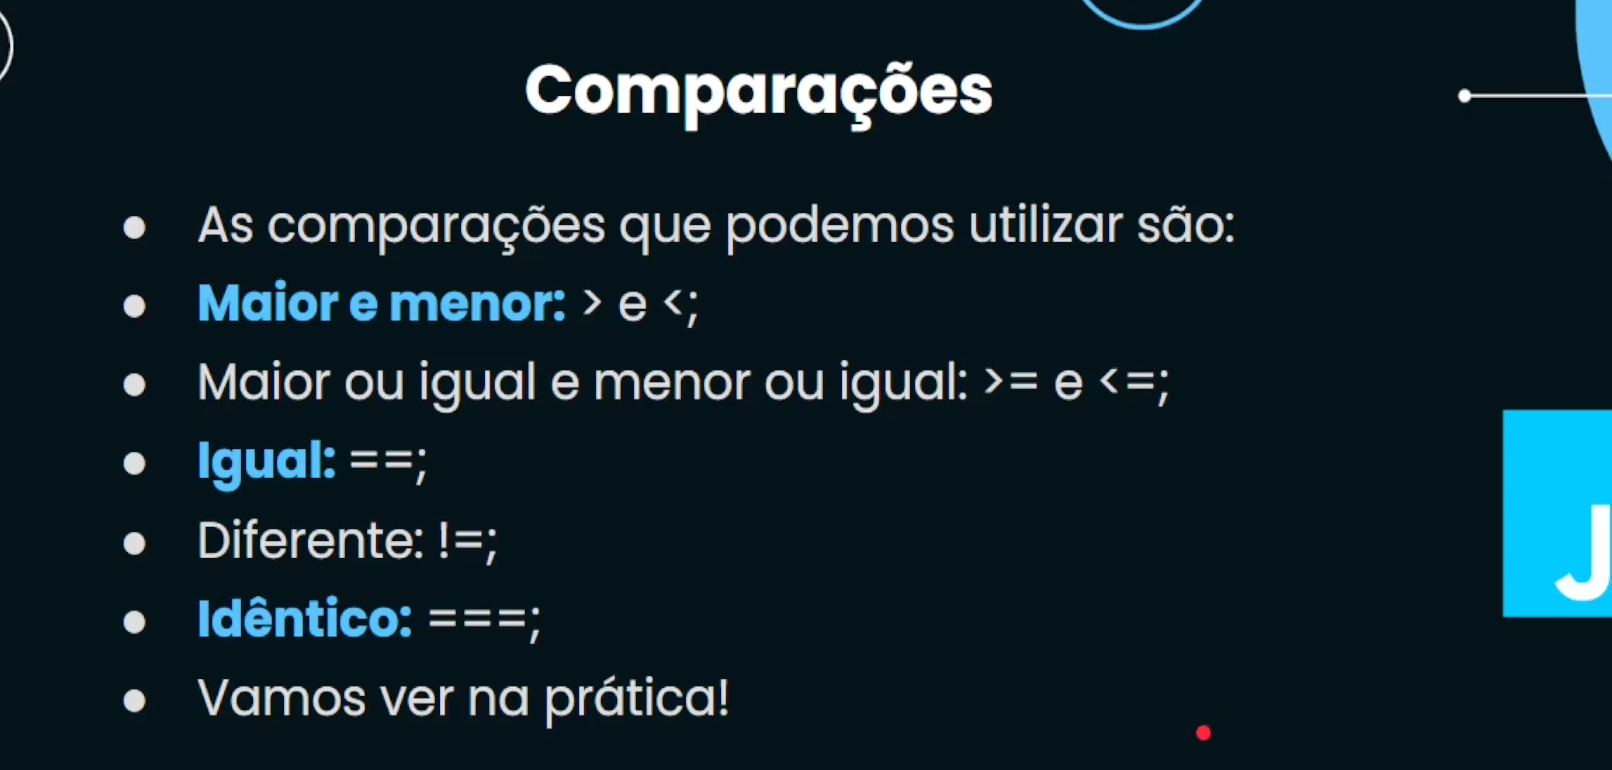 Comparações
As comparações que podemos utilizar são:
Maior e menor: > e <;
Maior ou igual e menor ou igual: >= e <=;
Igual: ==;
Diferente: !=;
Idêntico: ===;
Vamos ver na prática!
J